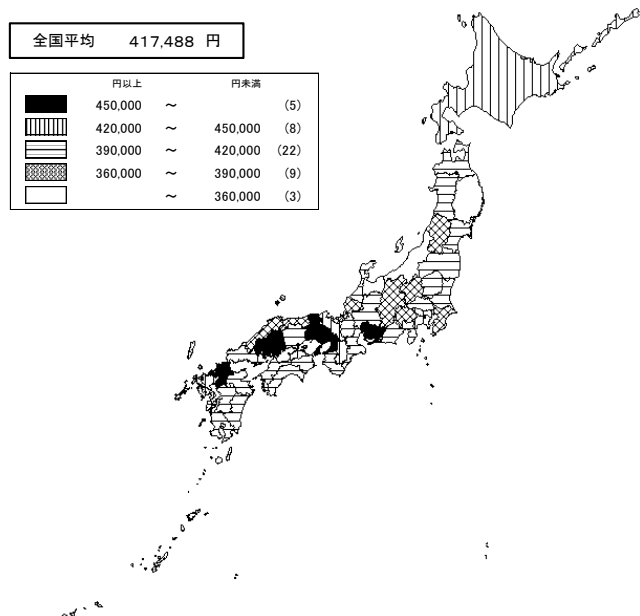 全国平均 417,488 円
円以上 円未満
450,000 ～ (5)
420,000 ～ 450,000 (8)
390,000 ～ 420,000 (22)
360,000 ～ 390,000 (9)
～ 360,000 (3)